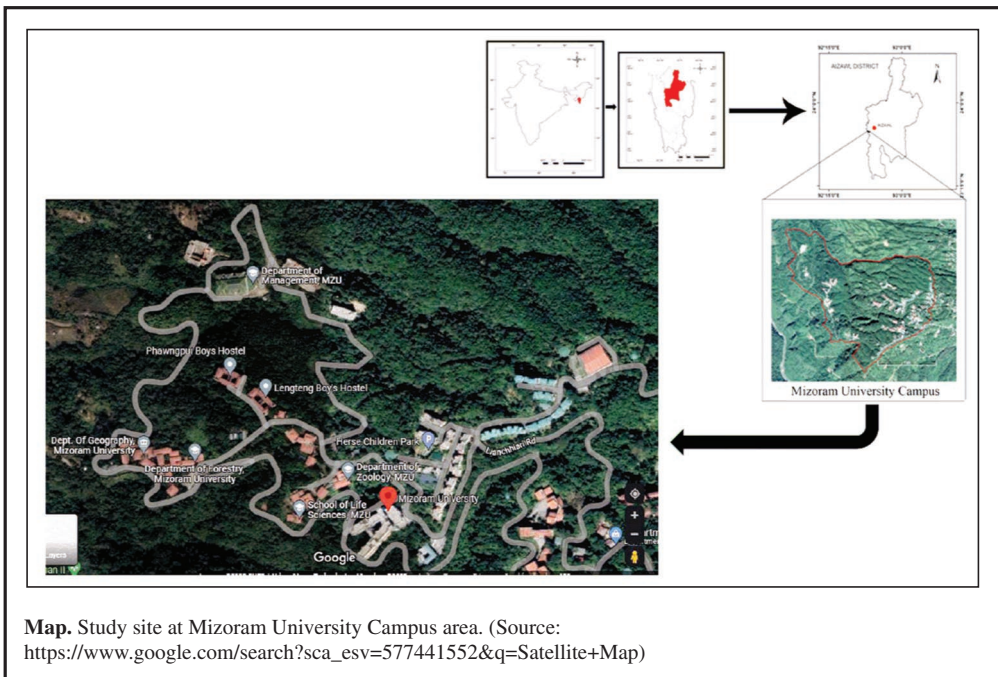 AIZAWL DISTRICT
N
AIZAWL
Mizoram University Campus
Department of
Management, MZU
Phawngpui Boys Hostel
Lengteng Boys Hostel
Herse Children Park
Lianchhiari Rd
Dept. Of Geography,
Mizoram University
Department of Forestry,
Mizoram University
Department of
Zoology MZU
Mizoram University
School of Life
Sciences, MZU
Google
Layers
Map. Study site at Mizoram University Campus area. (Source:
https://www.google.com/search?sca_esv=577441552&q=Satellite+Map)